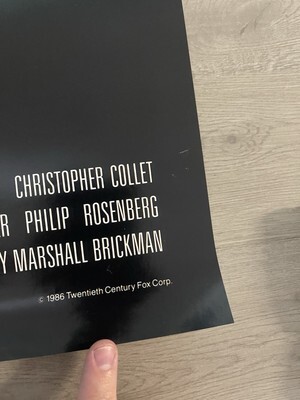 CHRISTOPHER COLLET
R PHILIP ROSENBERG
Y MARSHALL BRICKMAN
© 1986 Twentieth Century Fox Corp.